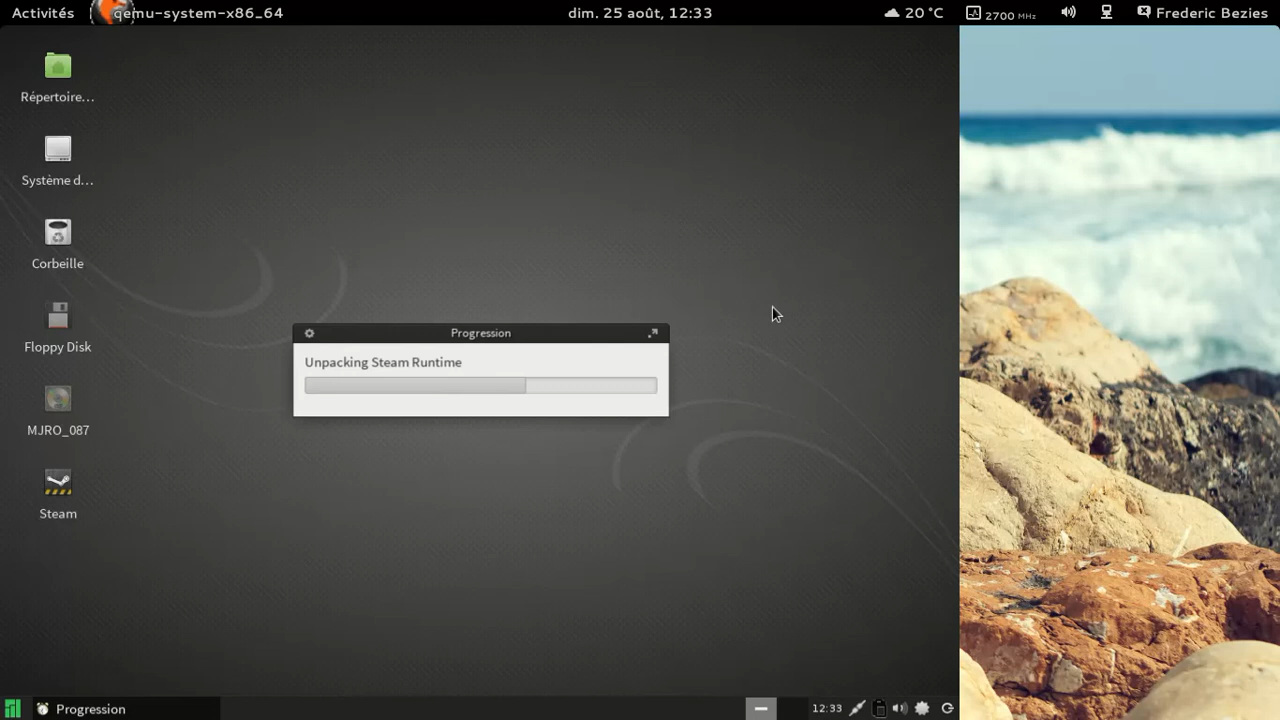 Activités
qemu-system-x86_64
dim. 25 août, 12:33
20 °C
2700 MHz
Frederic Bezies
Répertoire…
Système d…
Corbeille
Floppy Disk
MJRO_087
Steam
Progression
Unpacking Steam Runtime
Progression
12:33